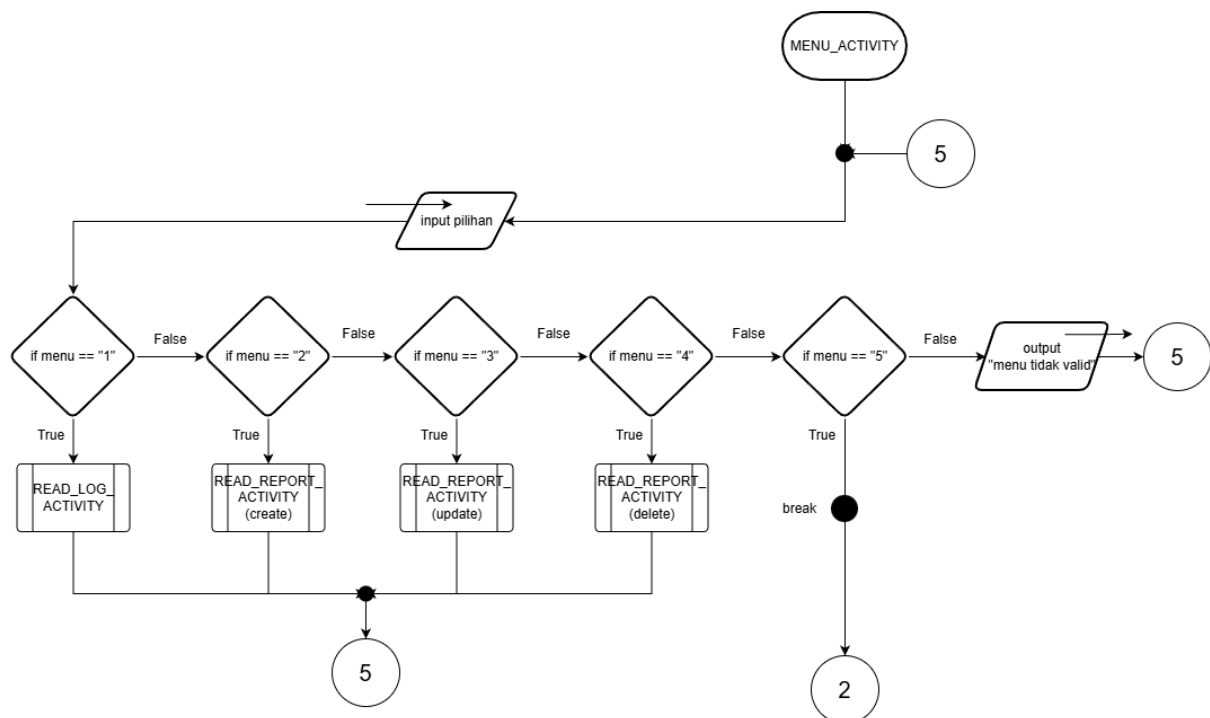 MENU_ACTIVITY
5
input pilihan
if menu == "1"
False
if menu == "2"
False
if menu == "3"
False
if menu == "4"
False
if menu == "5"
False
output
"menu tidak valid"
5
True
True
True
True
True
READ_LOG_
ACTIVITY
READ_REPORT_
ACTIVITY
(create)
READ_REPORT_
ACTIVITY
(update)
READ_REPORT_
ACTIVITY
(delete)
break
5
2